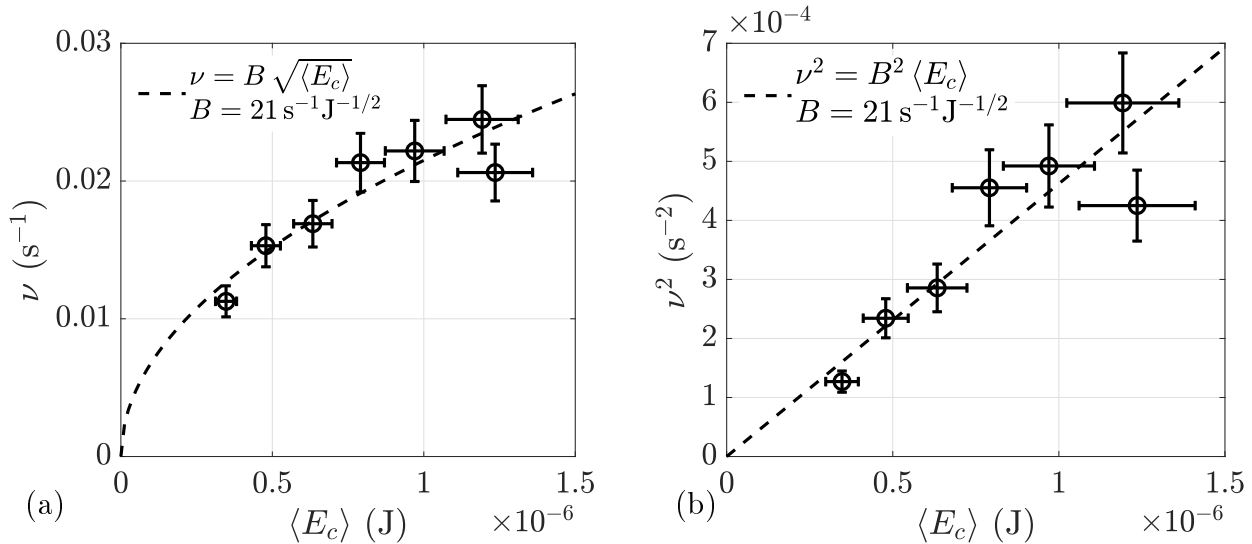 0.03
0.02
0.01
0
ν (s⁻¹)
ν = B √⟨E_c⟩
B = 21 s⁻¹J⁻¹/²
0 0.5 1 1.5
(a) ⟨E_c⟩ (J) ×10⁻⁶
×10⁻⁴
7
6
5
4
3
2
1
0
ν² (s⁻²)
ν² = B² ⟨E_c⟩
B = 21 s⁻¹J⁻¹/²
0 0.5 1 1.5
(b) ⟨E_c⟩ (J) ×10⁻⁶